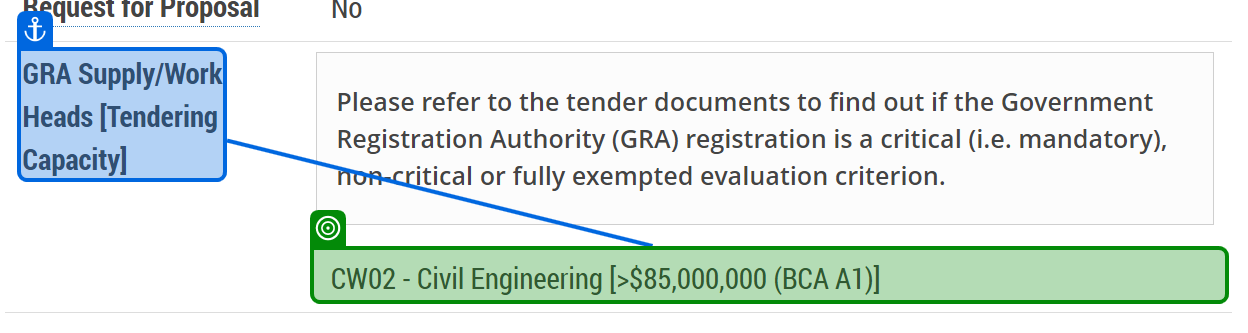 Request for Proposal
No
GRA Supply/Work
Heads [Tendering
Capacity]
Please refer to the tender documents to find out if the Government
Registration Authority (GRA) registration is a critical (i.e. mandatory),
non-critical or fully exempted evaluation criterion.
CW02 - Civil Engineering [>$85,000,000 (BCA A1)]